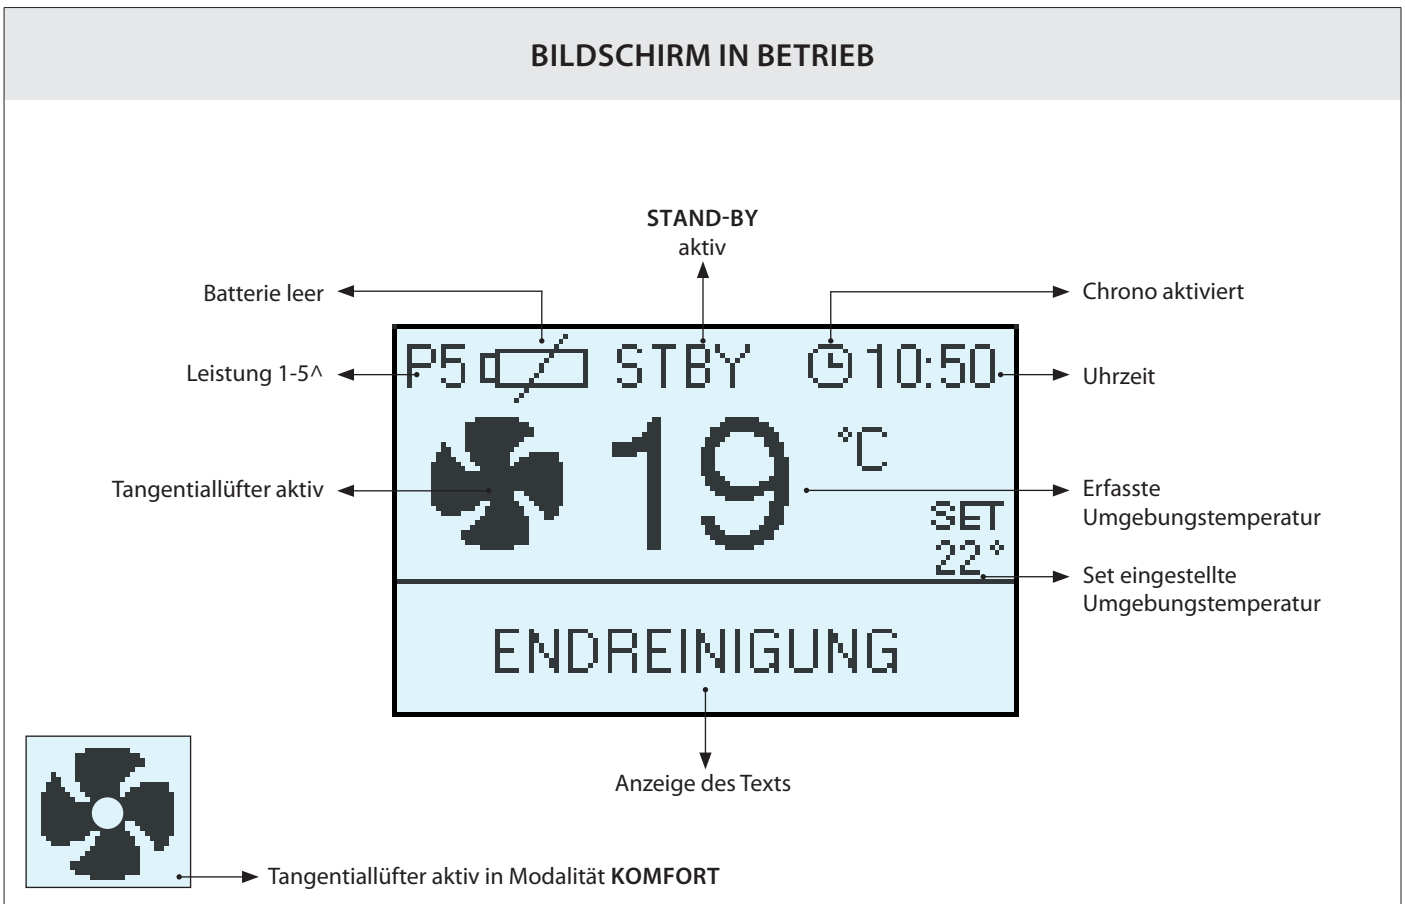 BILDSCHIRM IN BETRIEB
STAND-BY
aktiv
Batterie leer
Chrono aktiviert
P5 STBY 10:50
Leistung 1-5^
Uhrzeit
19 °C
Tangentiallüfter aktiv
Erfasste
Umgebungstemperatur
SET
22°
Set eingestellte
Umgebungstemperatur
ENDREINIGUNG
Anzeige des Texts
Tangentiallüfter aktiv in Modalität KOMFORT